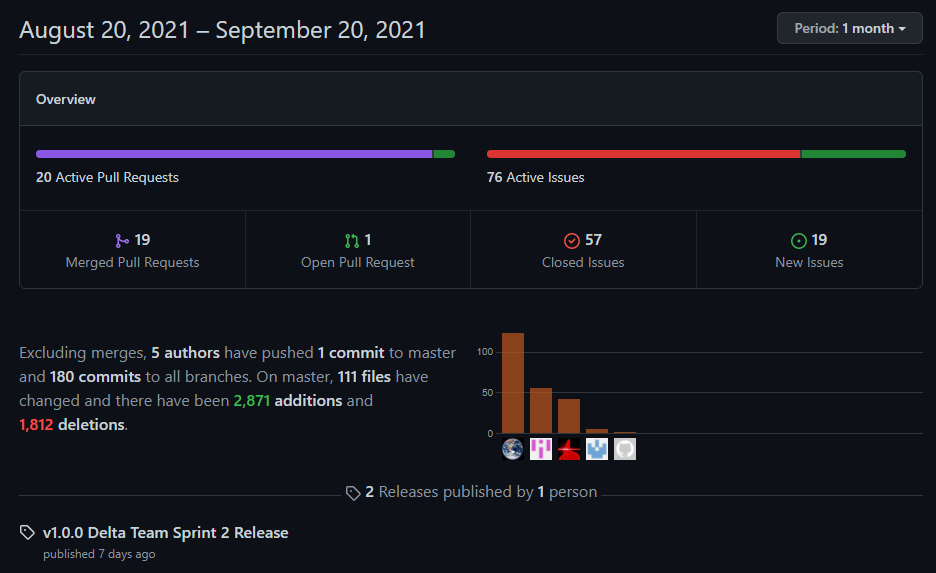 August 20, 2021 – September 20, 2021
Period: 1 month
Overview
20 Active Pull Requests
76 Active Issues
19
Merged Pull Requests
1
Open Pull Request
57
Closed Issues
19
New Issues
Excluding merges, 5 authors have pushed 1 commit to master
and 180 commits to all branches. On master, 111 files have
changed and there have been 2,871 additions and
1,812 deletions.
100
50
0
2 Releases published by 1 person
v1.0.0 Delta Team Sprint 2 Release
published 7 days ago